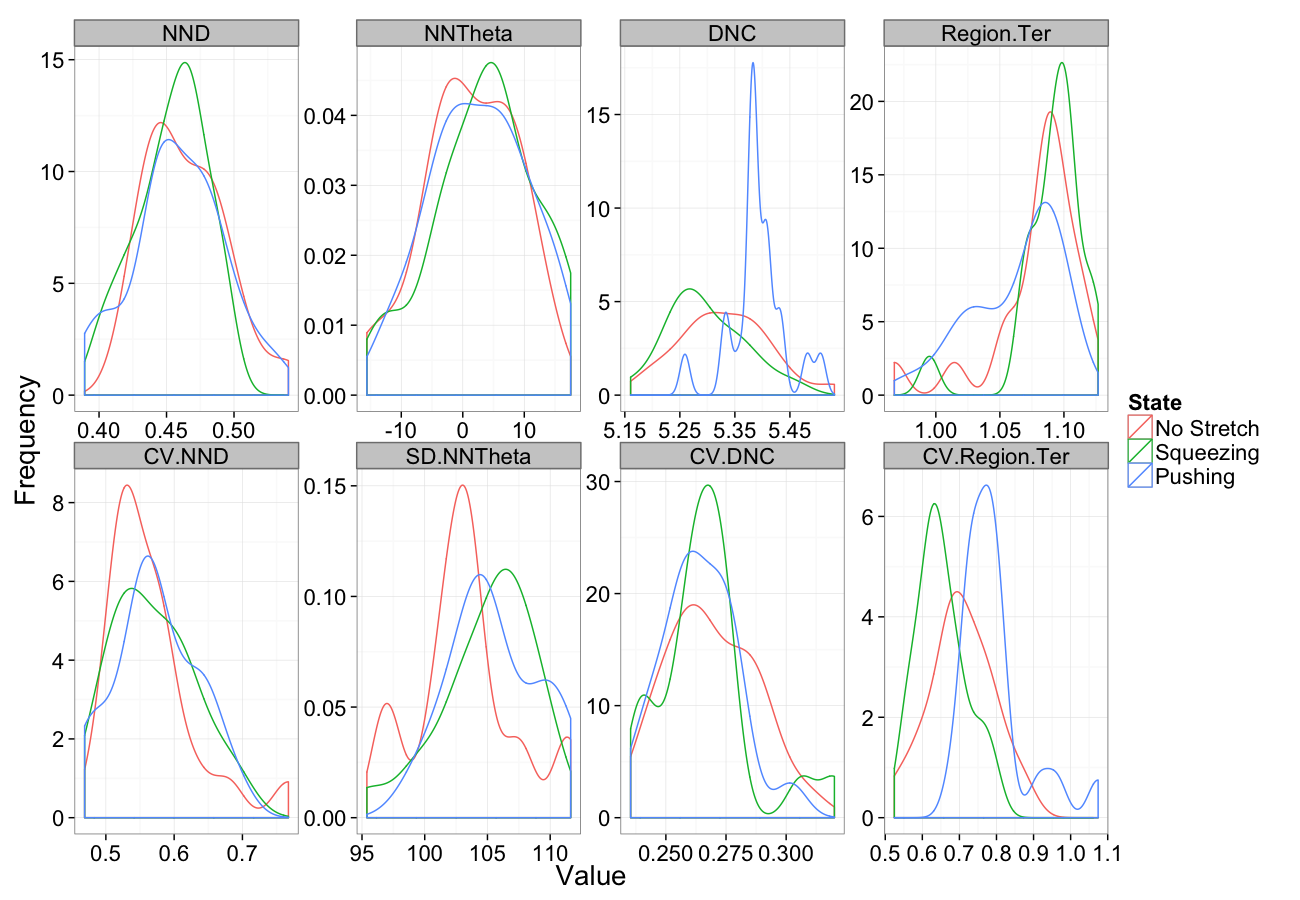 NND NNTheta DNC Region.Ter
15
10
5
0
0.04
0.03
0.02
0.01
0.00
15
10
5
0
20
15
10
5
0
0.40 0.45 0.50
-10 0 10
5.15 5.25 5.35 5.45
1.00 1.05 1.10
CV.NND SD.NNTheta CV.DNC CV.Region.Ter
8
6
4
2
0
0.15
0.10
0.05
0.00
30
20
10
0
6
4
2
0
0.5 0.6 0.7
95 100 105 110
0.250 0.275 0.300
0.5 0.6 0.7 0.8 0.9 1.0 1.1
Frequency
Value
State
No Stretch
Squeezing
Pushing